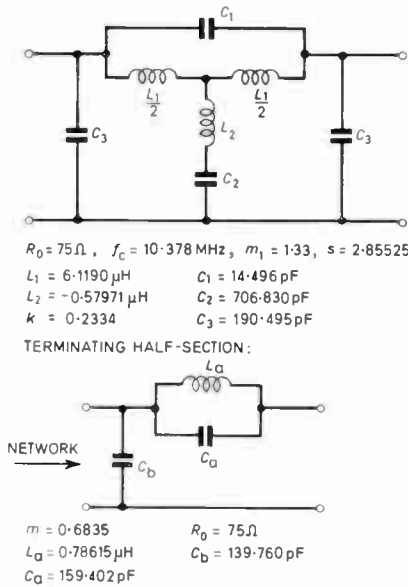 C1
L1/2 L1/2
C3 L2 C3
C2
R0 = 75Ω, fc = 10·378 MHz, m1 = 1·33, s = 2·85525
L1 = 6·1190 μH C1 = 14·496 pF
L2 = -0·57971 μH C2 = 706·830 pF
k = 0·2334 C3 = 190·495 pF
TERMINATING HALF-SECTION:
La
NETWORK Cb Ca
m = 0·6835 R0 = 75Ω
La = 0·78615 μH Cb = 139·760 pF
Ca = 159·402 pF